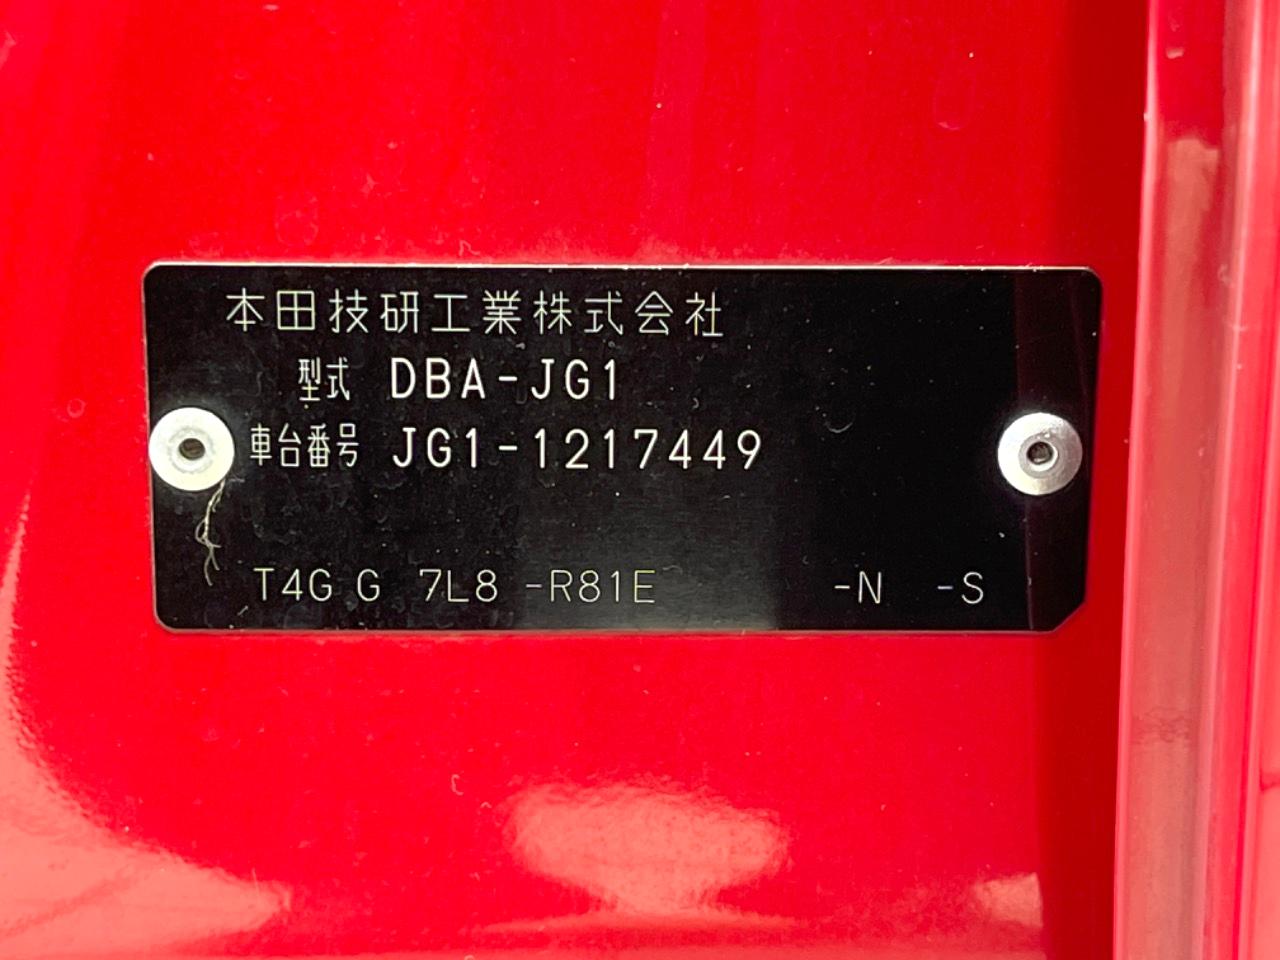 本田技研工業株式会社
型式 DBA-JG1
車台番号 JG1-1217449
T4G G 7L8 -R81E -N -S